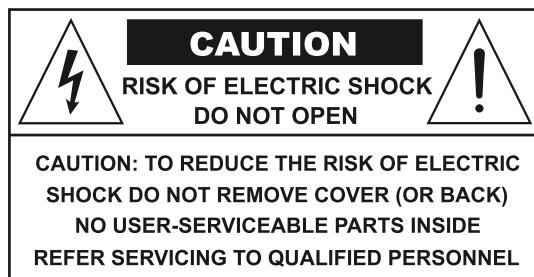 CAUTION
RISK OF ELECTRIC SHOCK
DO NOT OPEN
CAUTION: TO REDUCE THE RISK OF ELECTRIC
SHOCK DO NOT REMOVE COVER (OR BACK)
NO USER-SERVICEABLE PARTS INSIDE
REFER SERVICING TO QUALIFIED PERSONNEL